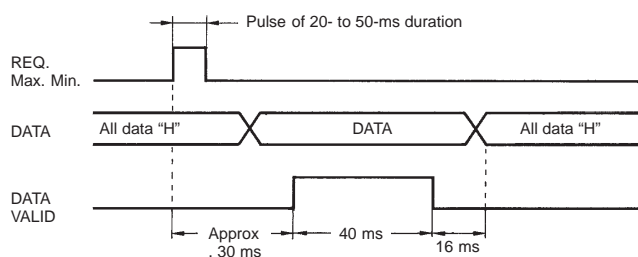 Pulse of 20- to 50-ms duration
REQ.
Max. Min.
DATA
All data “H”
DATA
All data “H”
DATA
VALID
Approx
. 30 ms
40 ms
16 ms